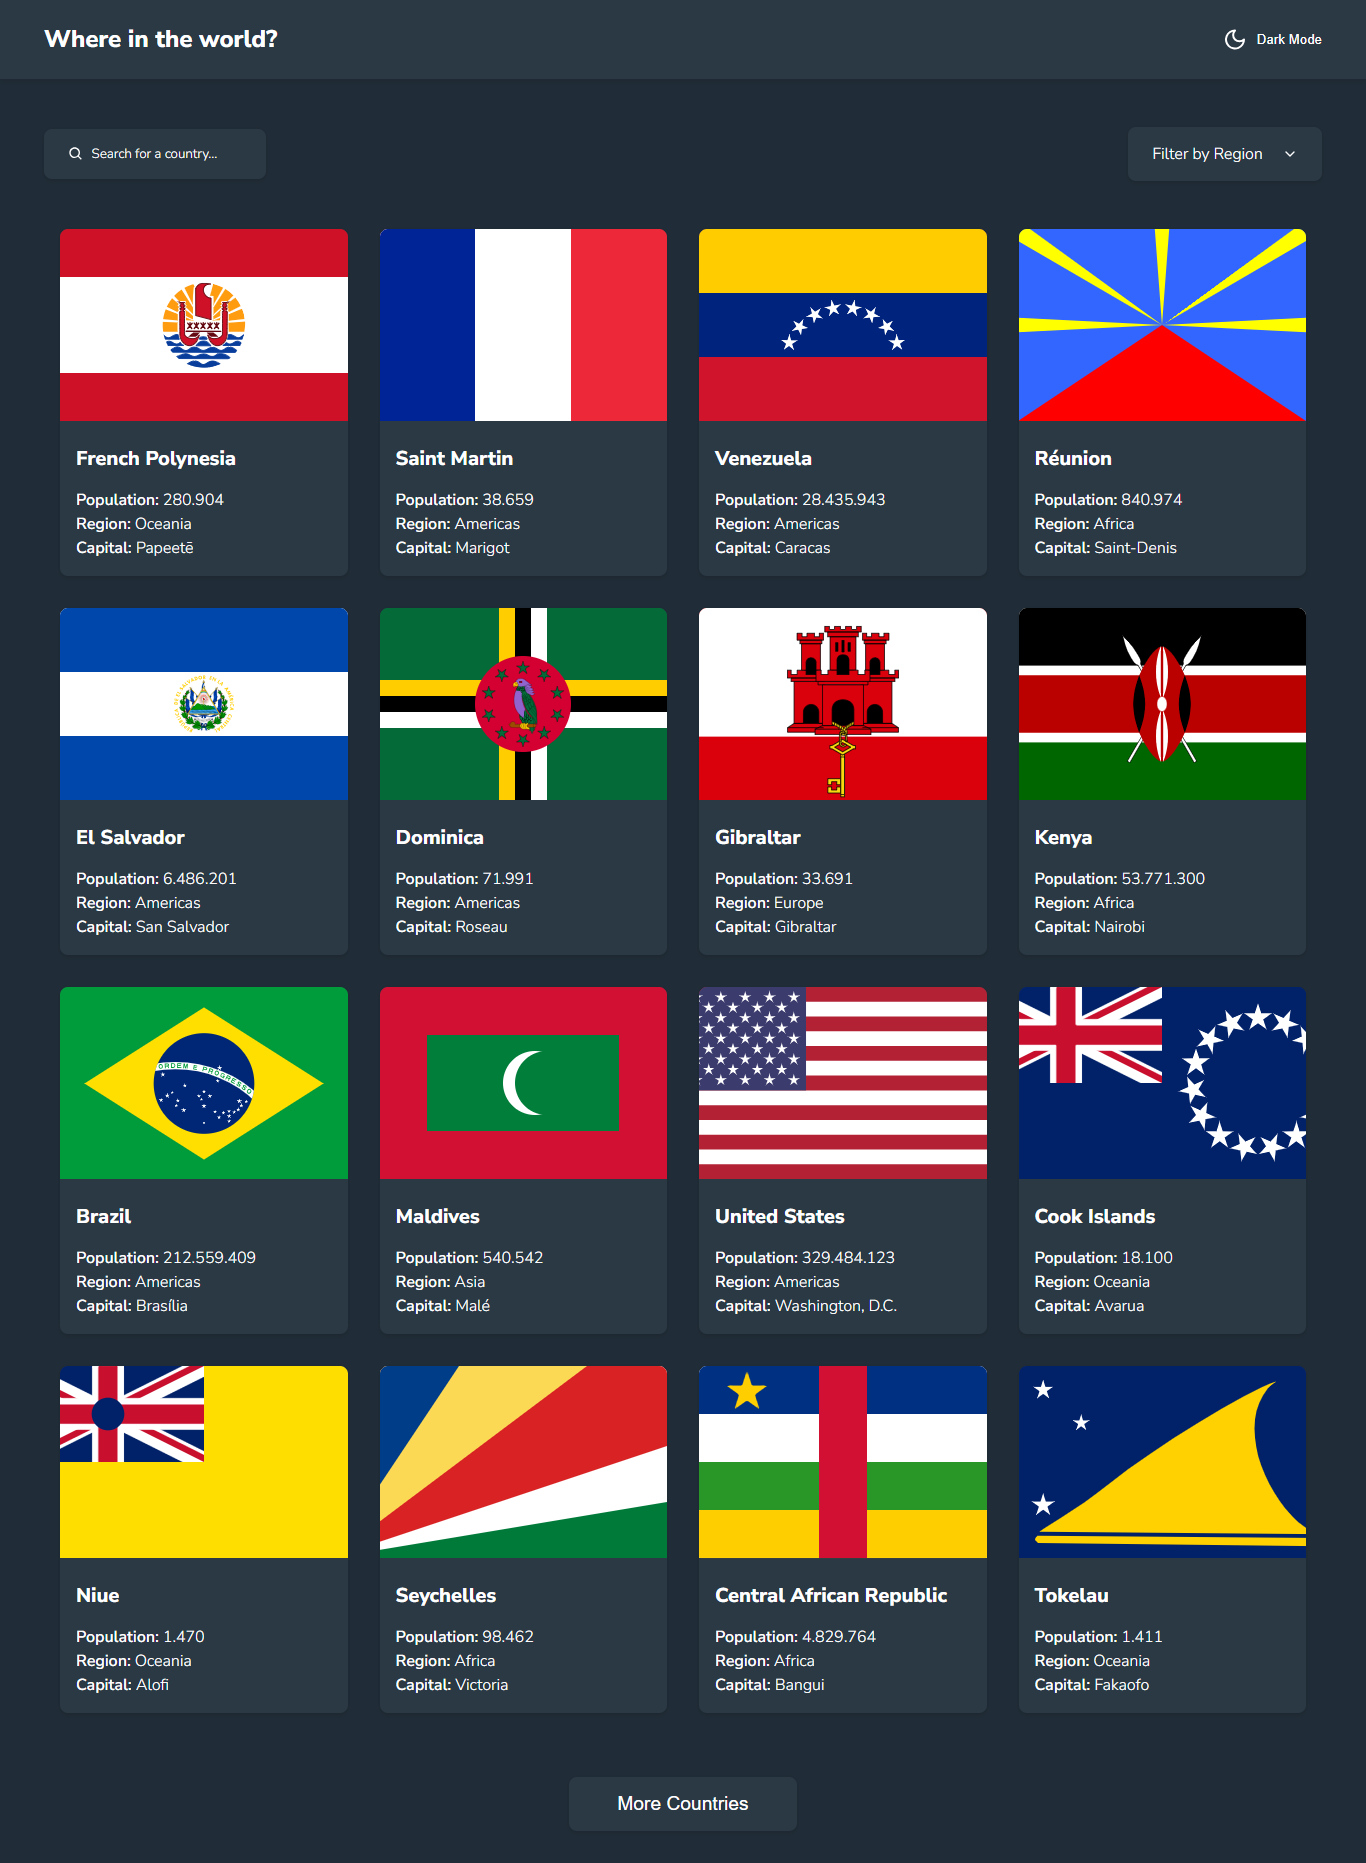 Where in the world?
Dark Mode
Search for a country...
Filter by Region
French Polynesia
Population: 280.904
Region: Oceania
Capital: Papeetē
Saint Martin
Population: 38.659
Region: Americas
Capital: Marigot
Venezuela
Population: 28.435.943
Region: Americas
Capital: Caracas
Réunion
Population: 840.974
Region: Africa
Capital: Saint-Denis
El Salvador
Population: 6.486.201
Region: Americas
Capital: San Salvador
Dominica
Population: 71.991
Region: Americas
Capital: Roseau
Gibraltar
Population: 33.691
Region: Europe
Capital: Gibraltar
Kenya
Population: 53.771.300
Region: Africa
Capital: Nairobi
ORDEM E PROGRESSO
Brazil
Population: 212.559.409
Region: Americas
Capital: Brasília
Maldives
Population: 540.542
Region: Asia
Capital: Malé
United States
Population: 329.484.123
Region: Americas
Capital: Washington, D.C.
Cook Islands
Population: 18.100
Region: Oceania
Capital: Avarua
Niue
Population: 1.470
Region: Oceania
Capital: Alofi
Seychelles
Population: 98.462
Region: Africa
Capital: Victoria
Central African Republic
Population: 4.829.764
Region: Africa
Capital: Bangui
Tokelau
Population: 1.411
Region: Oceania
Capital: Fakaofo
More Countries